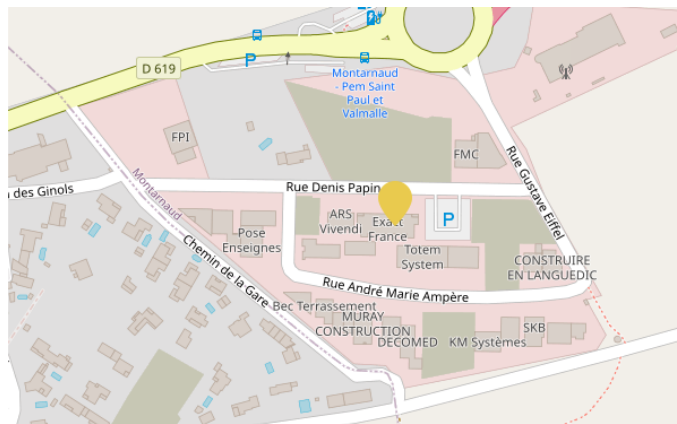 D 619
P
Montarnaud
- Pem Saint
Paul et
Valmalle
FPI
FMC
Rue Gustave Eiffel
Montarnaud
des Ginols
Rue Denis Papin
ARS
Vivendi
Exact
France
P
Pose
Enseignes
Totem
System
CONSTRUIRE
EN LANGUEDIC
Chemin de la Gare
Rue André Marie Ampère
Bec Terrassement
MURAY
CONSTRUCTION
DECOMED
KM Systèmes
SKB